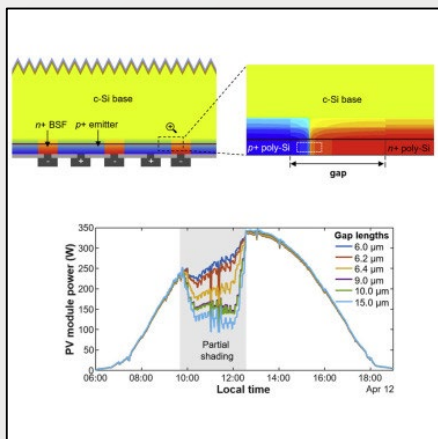 c-Si base
n+ BSF
p+ emitter
- + - + -
c-Si base
p+ poly-Si
n+ poly-Si
gap
PV module power (W)
350
300
250
200
150
100
50
0
Gap lengths
6.0 μm
6.2 μm
6.4 μm
9.0 μm
10.0 μm
15.0 μm
Partial
shading
06:00 08:00 10:00 12:00 14:00 16:00 18:00
Local time
Apr 12